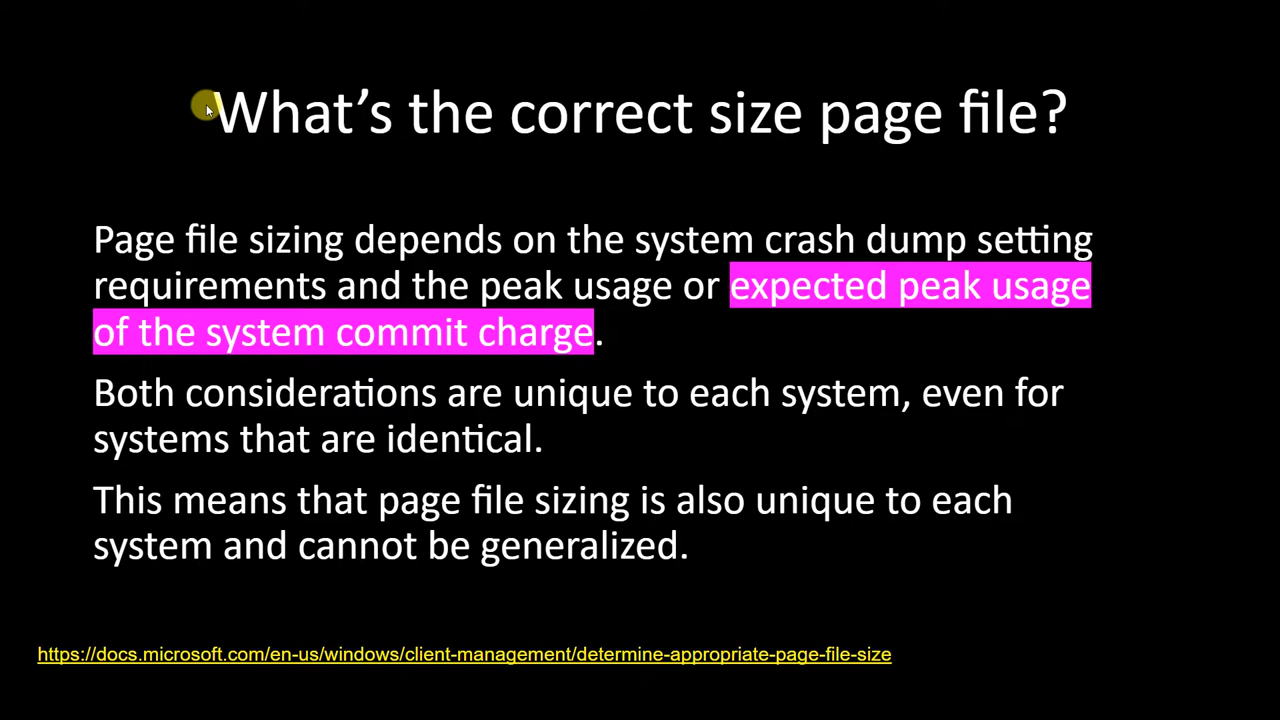 What's the correct size page file?
Page file sizing depends on the system crash dump setting
requirements and the peak usage or expected peak usage
of the system commit charge.
Both considerations are unique to each system, even for
systems that are identical.
This means that page file sizing is also unique to each
system and cannot be generalized.
https://docs.microsoft.com/en-us/windows/client-management/determine-appropriate-page-file-size